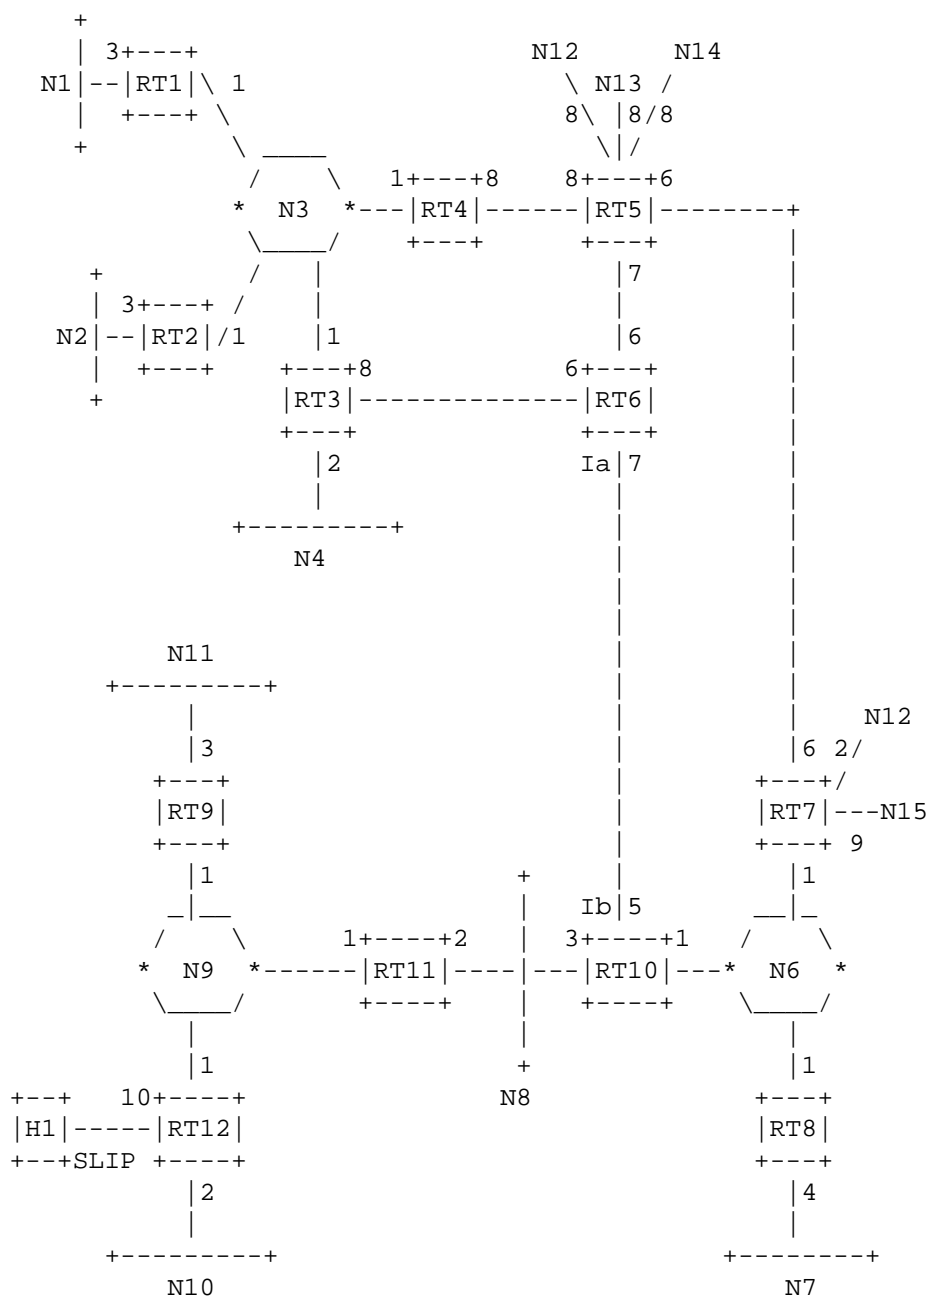 3
N12 N14
N1 RT1 1 N13
8 8 8
1 8 8 6
N3 RT4 RT5
7
3
N2 RT2 1 1 6
8 6
RT3 RT6
2 Ia 7
N4
N11
N12
3 6 2
RT9 RT7 N15
9
1 1
Ib 5
1 2 3 1
N9 RT11 RT10 N6
1 1
10 N8
H1 RT12 RT8
SLIP
2 4
N10 N7